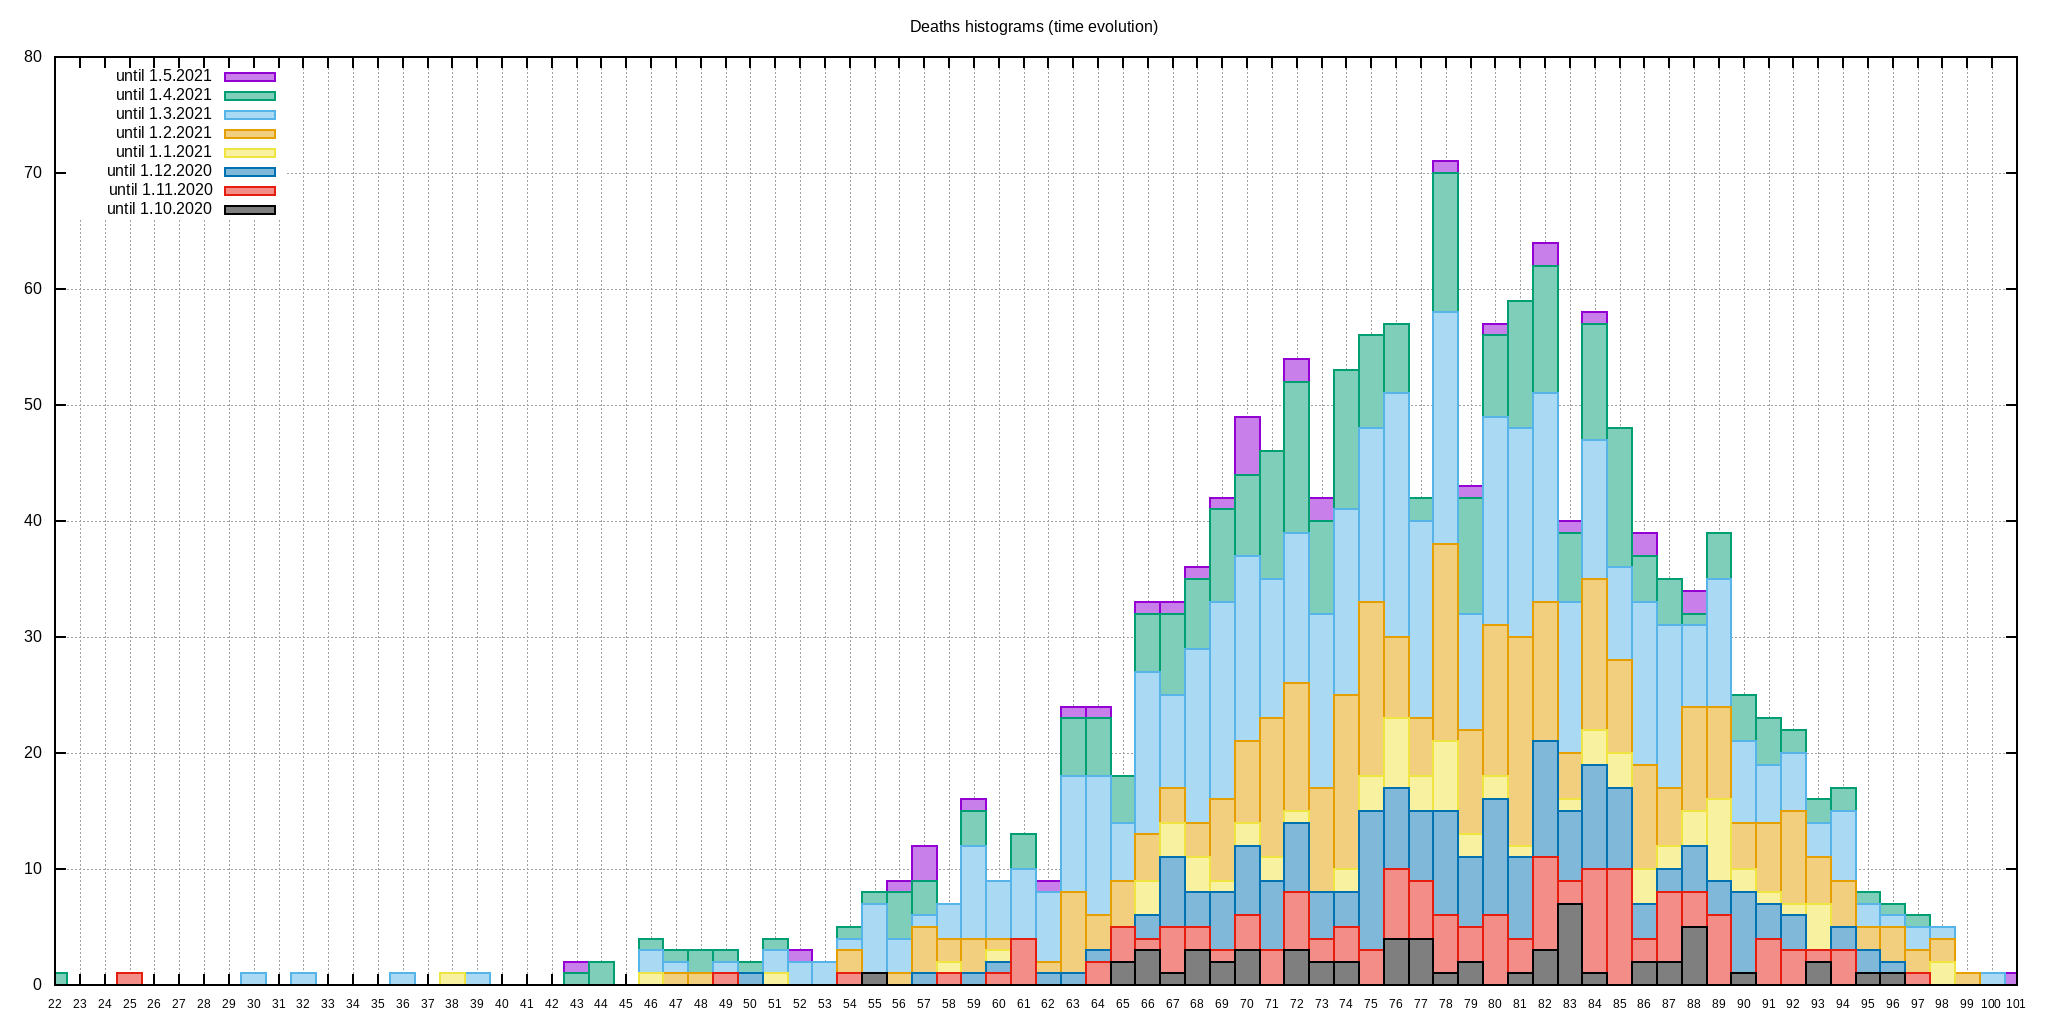 Deaths histograms (time evolution)
80
until 1.5.2021
until 1.4.2021
until 1.3.2021
until 1.2.2021
until 1.1.2021
until 1.12.2020
until 1.11.2020
until 1.10.2020
70
60
50
40
30
20
10
0
22 23 24 25 26 27 28 29 30 31 32 33 34 35 36 37 38 39 40 41 42 43 44 45 46 47 48 49 50 51 52 53 54 55 56 57 58 59 60 61 62 63 64 65 66 67 68 69 70 71 72 73 74 75 76 77 78 79 80 81 82 83 84 85 86 87 88 89 90 91 92 93 94 95 96 97 98 99 100 101